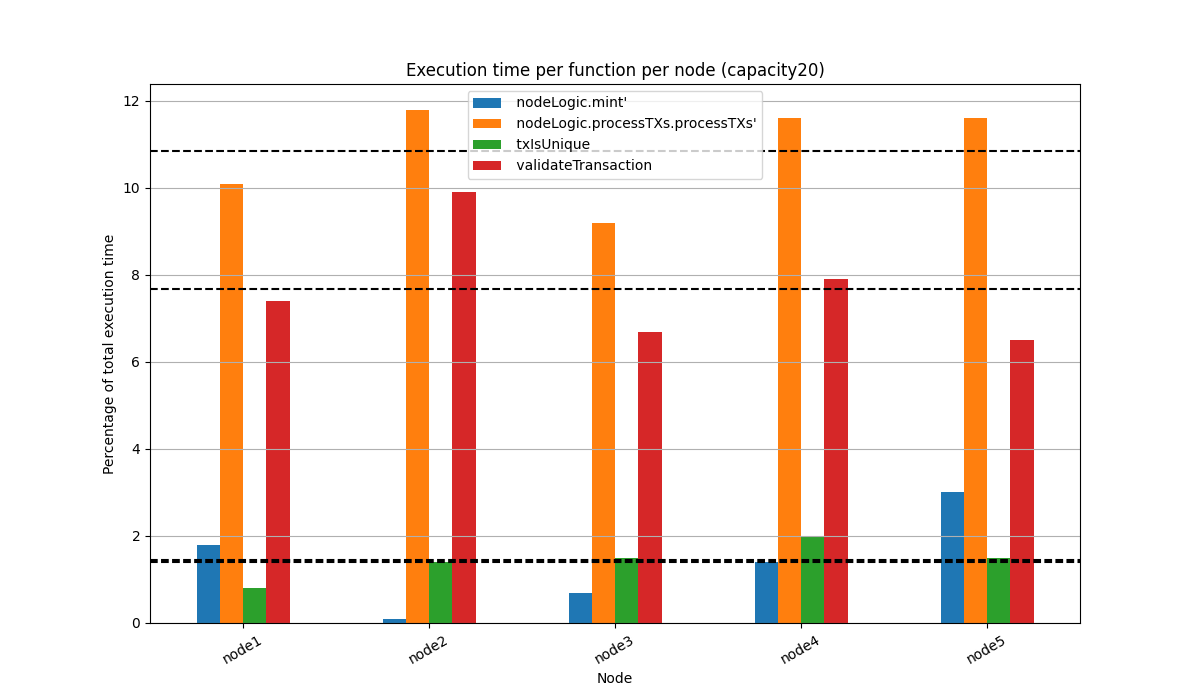 Execution time per function per node (capacity20)
nodeLogic.mint'
nodeLogic.processTXs.processTXs'
txIsUnique
validateTransaction
Percentage of total execution time
12
10
8
6
4
2
0
node1
node2
node3
node4
node5
Node